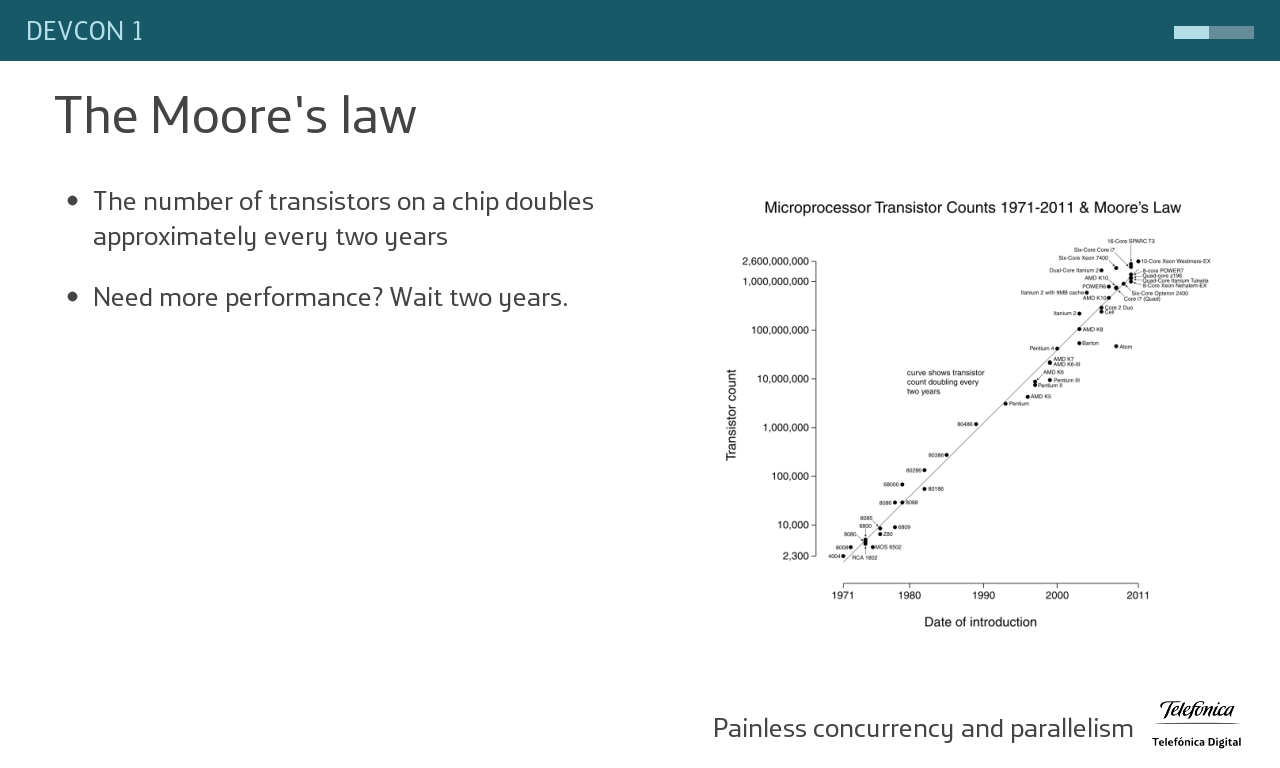 DEVCON 1
The Moore's law
The number of transistors on a chip doubles
approximately every two years
Need more performance? Wait two years.
Microprocessor Transistor Counts 1971-2011 & Moore's Law
16-Core SPARC T3
Six-Core Core i7
Six-Core Xeon 7400
10-Core Xeon Westmere-EX
Dual-Core Itanium 2
8-core POWER7
Quad-core z196
AMD K10
Quad-Core Itanium Tukwila
POWER6
8-Core Xeon Nehalem-EX
Itanium 2 with 9MB cache
Six-Core Opteron 2400
AMD K10
Core i7 (Quad)
Core 2 Duo
Itanium 2
Cell
AMD K8
Barton
Pentium 4
Atom
AMD K7
AMD K6-III
curve shows transistor
count doubling every
two years
AMD K6
Pentium III
Pentium II
AMD K5
Pentium
80486
80386
80286
68000
80186
8086
8088
8085
6800
6809
8080
Z80
8008
MOS 6502
4004
RCA 1802
2,600,000,000
1,000,000,000
100,000,000
10,000,000
1,000,000
100,000
10,000
2,300
Transistor count
1971 1980 1990 2000 2011
Date of introduction
Painless concurrency and parallelism
Telefónica
Telefónica Digital